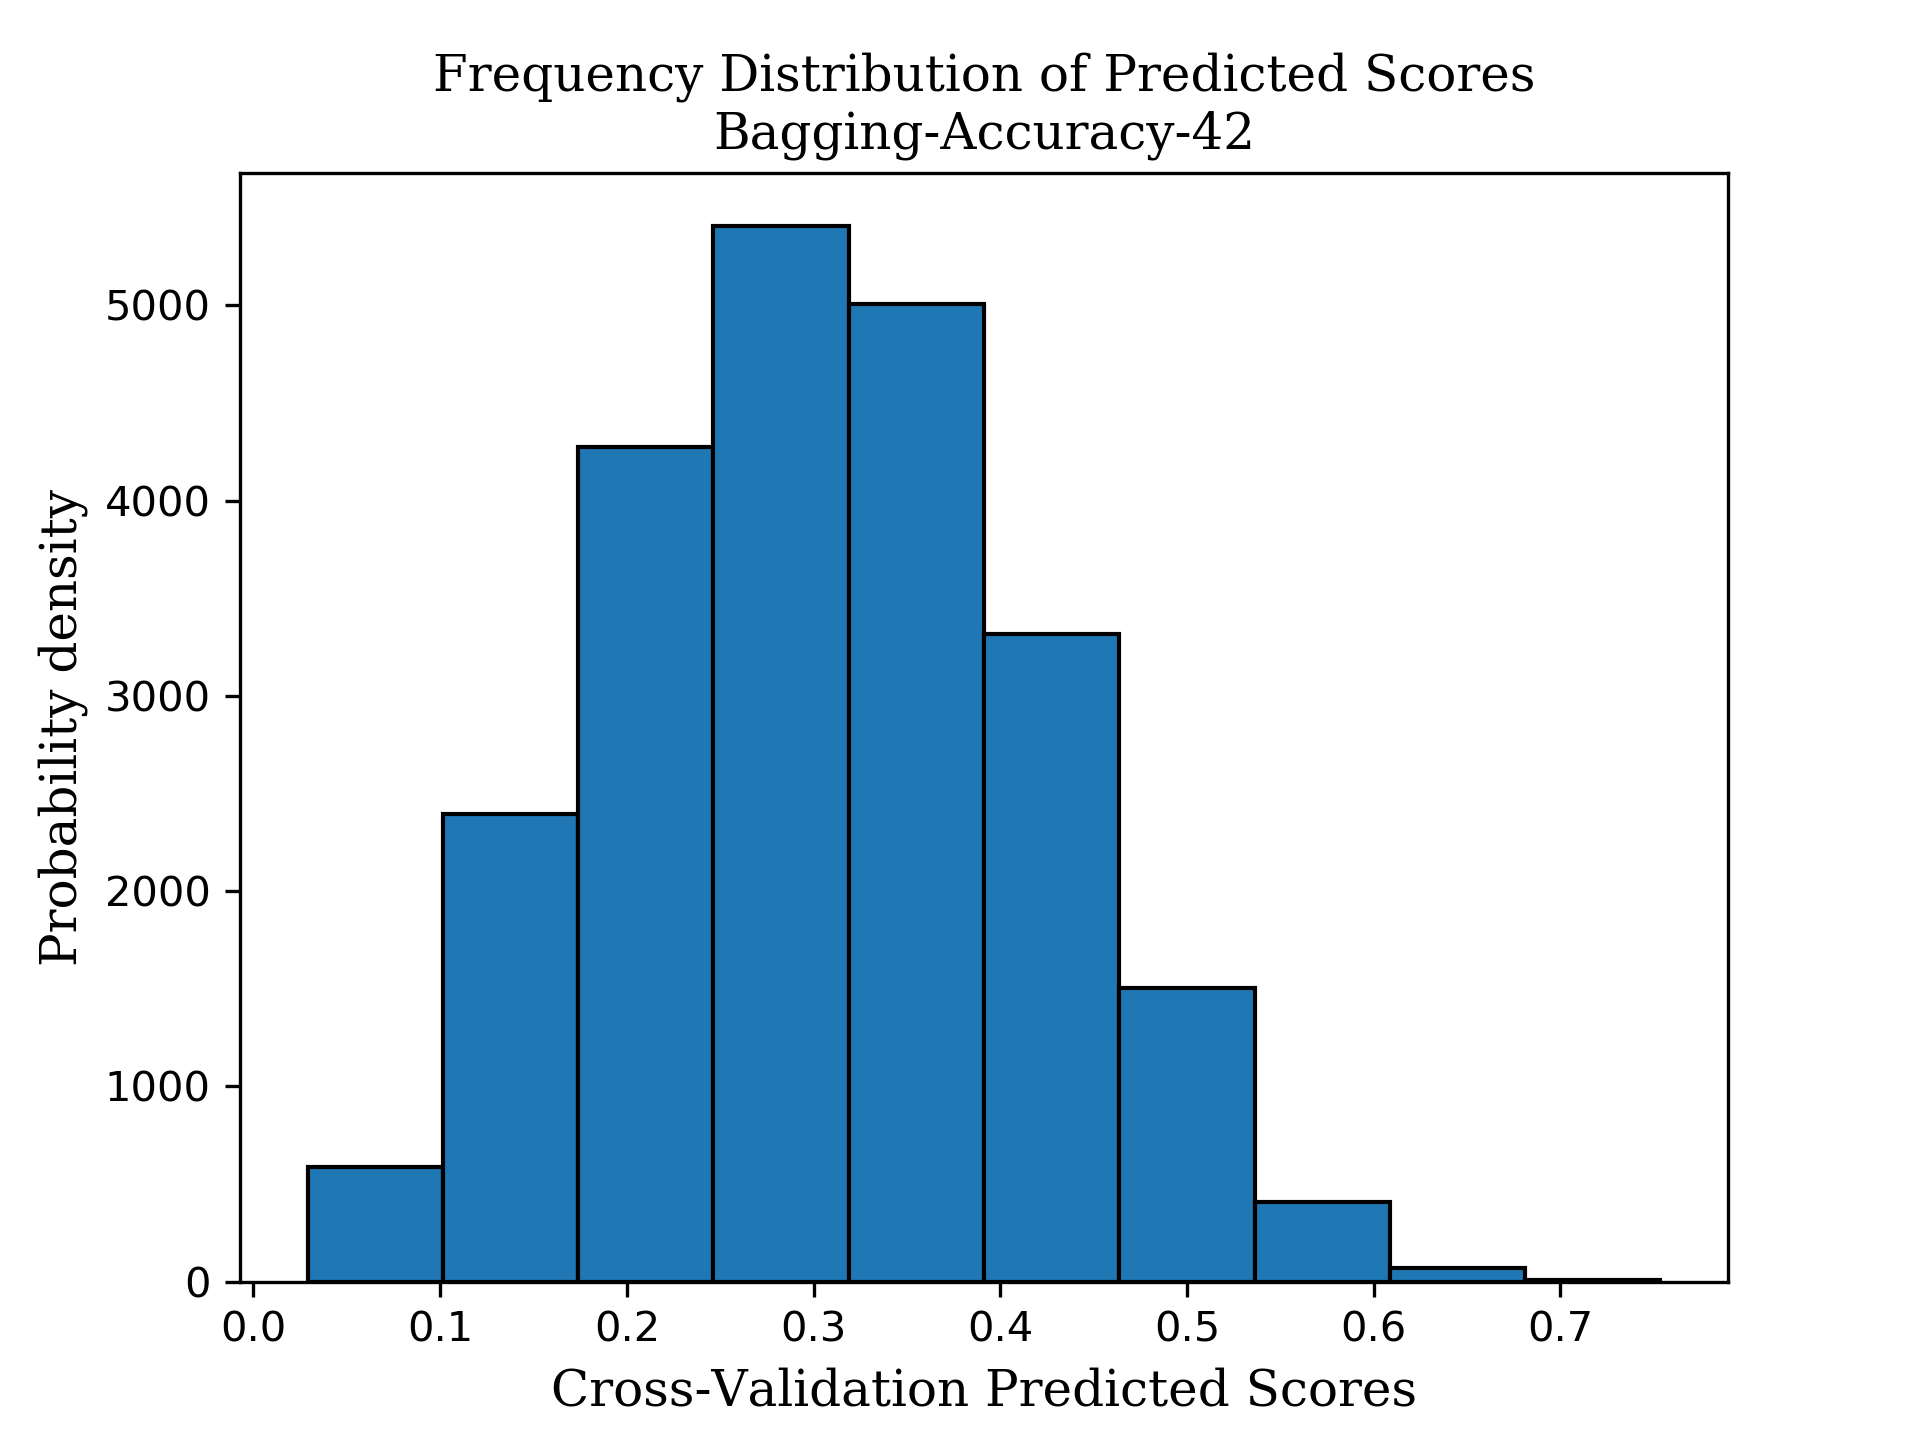 Frequency Distribution of Predicted Scores
Bagging-Accuracy-42
Probability density
5000
4000
3000
2000
1000
0
0.0 0.1 0.2 0.3 0.4 0.5 0.6 0.7
Cross-Validation Predicted Scores